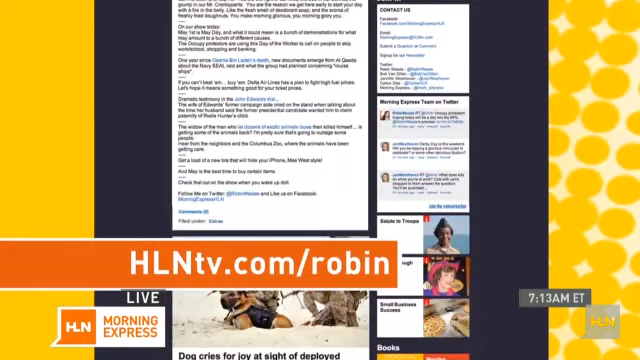 grump in our Mr. Crankypants. You are the reason we get here early to start your day with a fire in the belly. Like the fresh smell of deodorant soap; and the aroma of freshly fried doughnuts. You make morning glorious, you morning glory you.
On our show today:
May 1st is May Day, and what it could mean is a bunch of demonstrations for what may amount to a bunch of different causes.
The Occupy protesters are using this Day of the Worker to call on people to skip work/school, shopping and banking.
One year since Osama Bin Laden's death, new documents emerge from Al Qaeda about the Navy SEAL raid and what the group had planned concerning "cruise ships".
If you can't beat 'em... buy 'em. Delta Air Lines has a plan to fight high fuel prices. Let's hope it means something good for your ticket prices.
Dramatic testimony in the John Edwards trial...
The wife of Edwards' former campaign aide cried on the stand when talking about the time her husband said the former presidential candidate wanted him to claim paternity of Rielle Hunter's child.
The widow of the man who let dozens of exotic animals loose then killed himself... is getting some of the animals back? I'm pretty sure that's going to outrage some people.
Hear from the neighbors and the Columbus Zoo, where the animals have been getting care.
Get a load of a new bra that will hide your iPhone, Mae West style!
And May is the best time to buy certain items.
Check that out on the show when you wake up dist!
Follow Me on Twitter: @RobinMeade and Like us on Facebook:
MorningExpressHLN
Comments (8)
Filed under: Extras
CONTACT US
Facebook:
Facebook.com/MorningExpressHLN
Email:
MorningExpress@HLNtv.com
Submit a Question or Comment
Signup for our Newsletter
Twitter:
Robin Meade - @RobinMeade
Bob Van Dillen - @BobVanDillen
Jennifer Westhoven - @JenWesthoven
Carlos Diaz - @CarlosHLN
Morning Express -
Morning Express Team on Twitter
Join the conversation
Salute to Troops
Small Business
Success
Books
HLNtv.com/robin
LIVE
HLN
MORNING
EXPRESS
7:13AM ET
HLN
Dog cries for joy at sight of deployed